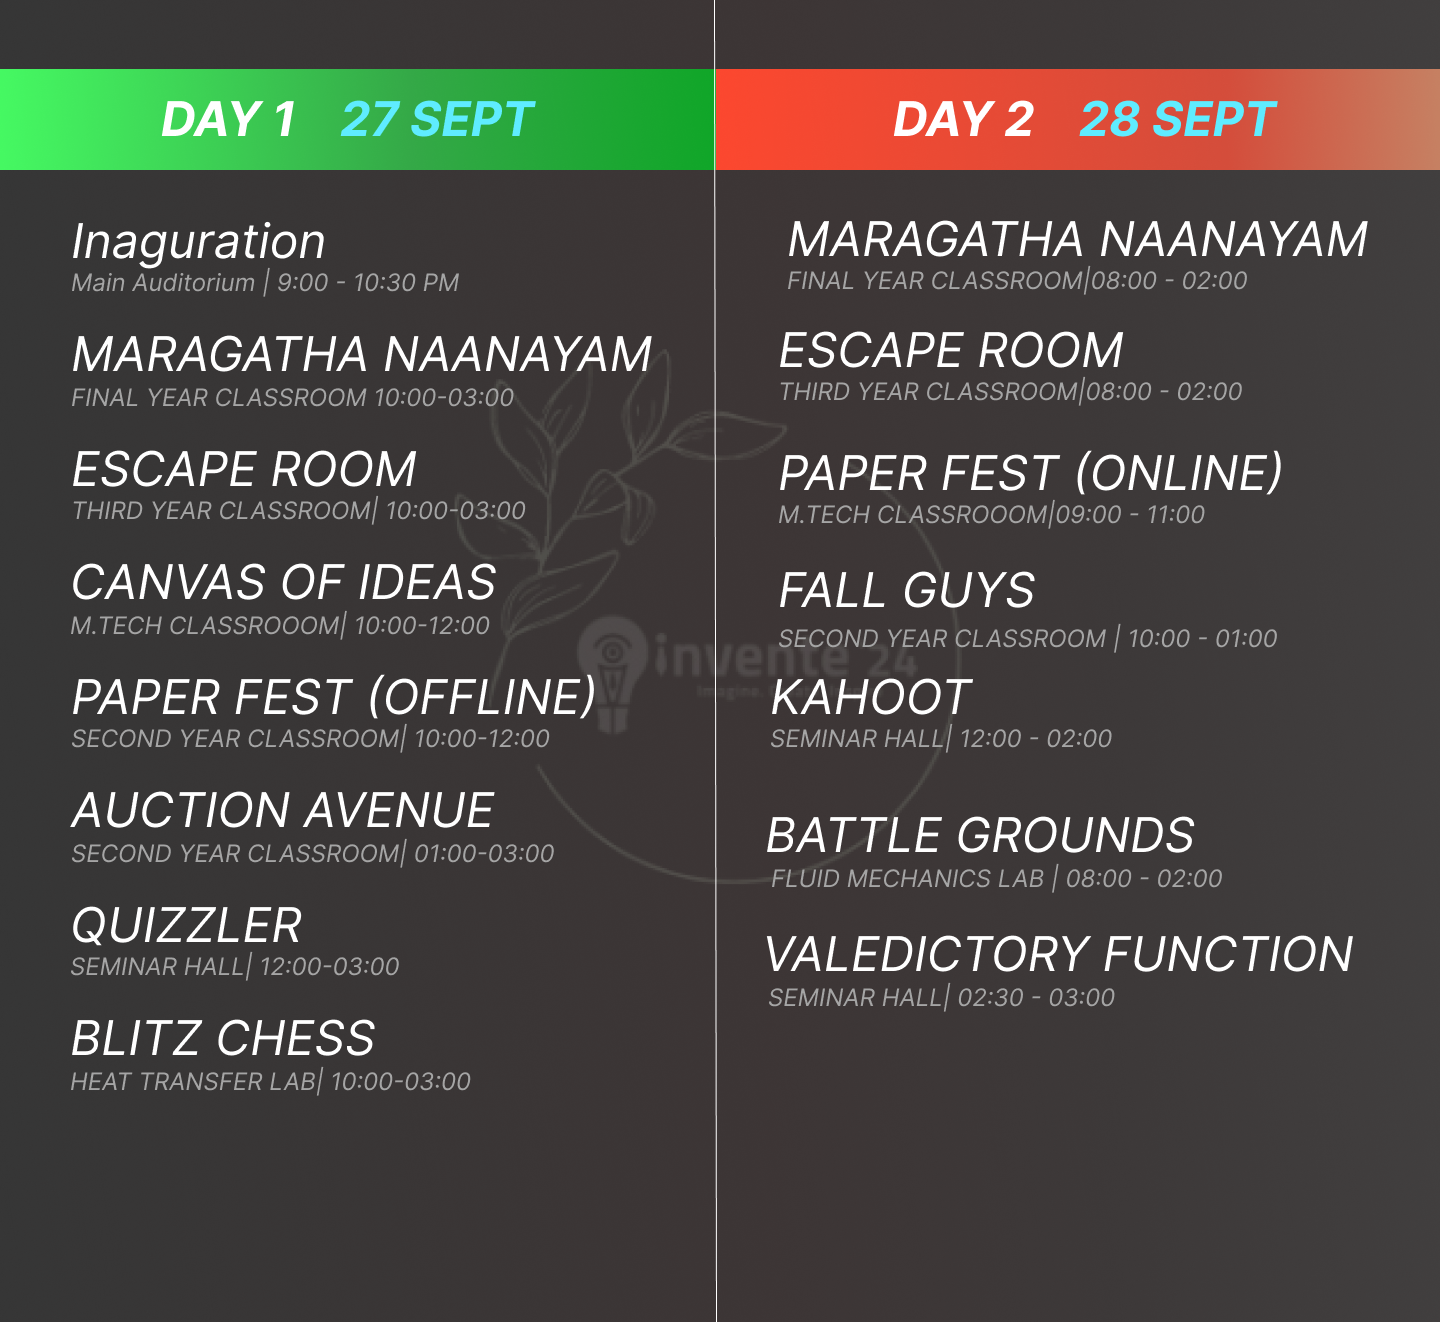 DAY 1 27 SEPT
Inaguration
Main Auditorium | 9:00 - 10:30 PM
MARAGATHA NAANAYAM
FINAL YEAR CLASSROOM 10:00-03:00
ESCAPE ROOM
THIRD YEAR CLASSROOM| 10:00-03:00
CANVAS OF IDEAS
M.TECH CLASSROOOM| 10:00-12:00
PAPER FEST (OFFLINE)
SECOND YEAR CLASSROOM| 10:00-12:00
AUCTION AVENUE
SECOND YEAR CLASSROOM| 01:00-03:00
QUIZZLER
SEMINAR HALL| 12:00-03:00
BLITZ CHESS
HEAT TRANSFER LAB| 10:00-03:00
DAY 2 28 SEPT
MARAGATHA NAANAYAM
FINAL YEAR CLASSROOM|08:00 - 02:00
ESCAPE ROOM
THIRD YEAR CLASSROOM|08:00 - 02:00
PAPER FEST (ONLINE)
M.TECH CLASSROOOM|09:00 - 11:00
FALL GUYS
SECOND YEAR CLASSROOM | 10:00 - 01:00
KAHOOT
SEMINAR HALL| 12:00 - 02:00
BATTLE GROUNDS
FLUID MECHANICS LAB | 08:00 - 02:00
VALEDICTORY FUNCTION
SEMINAR HALL| 02:30 - 03:00
invente 24
Imagine.